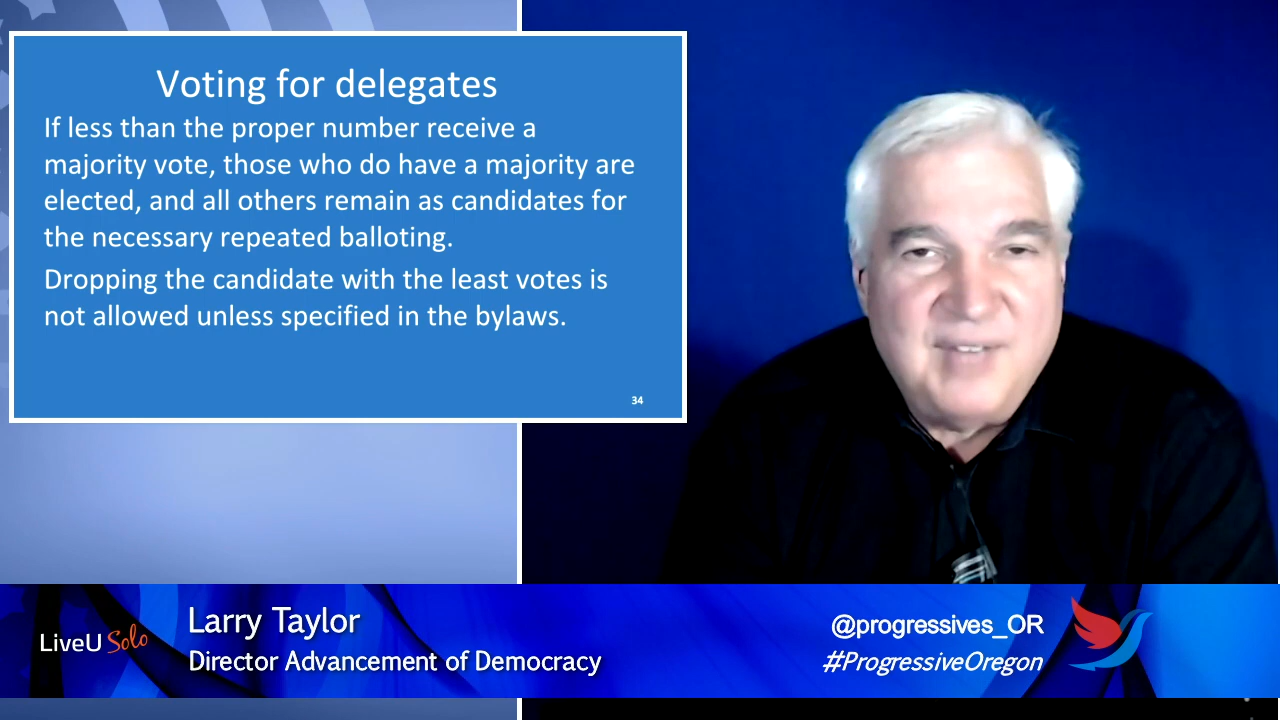 Voting for delegates
If less than the proper number receive a
majority vote, those who do have a majority are
elected, and all others remain as candidates for
the necessary repeated balloting.
Dropping the candidate with the least votes is
not allowed unless specified in the bylaws.
34
LiveU Solo
Larry Taylor
Director Advancement of Democracy
@progressives_OR
#ProgressiveOregon